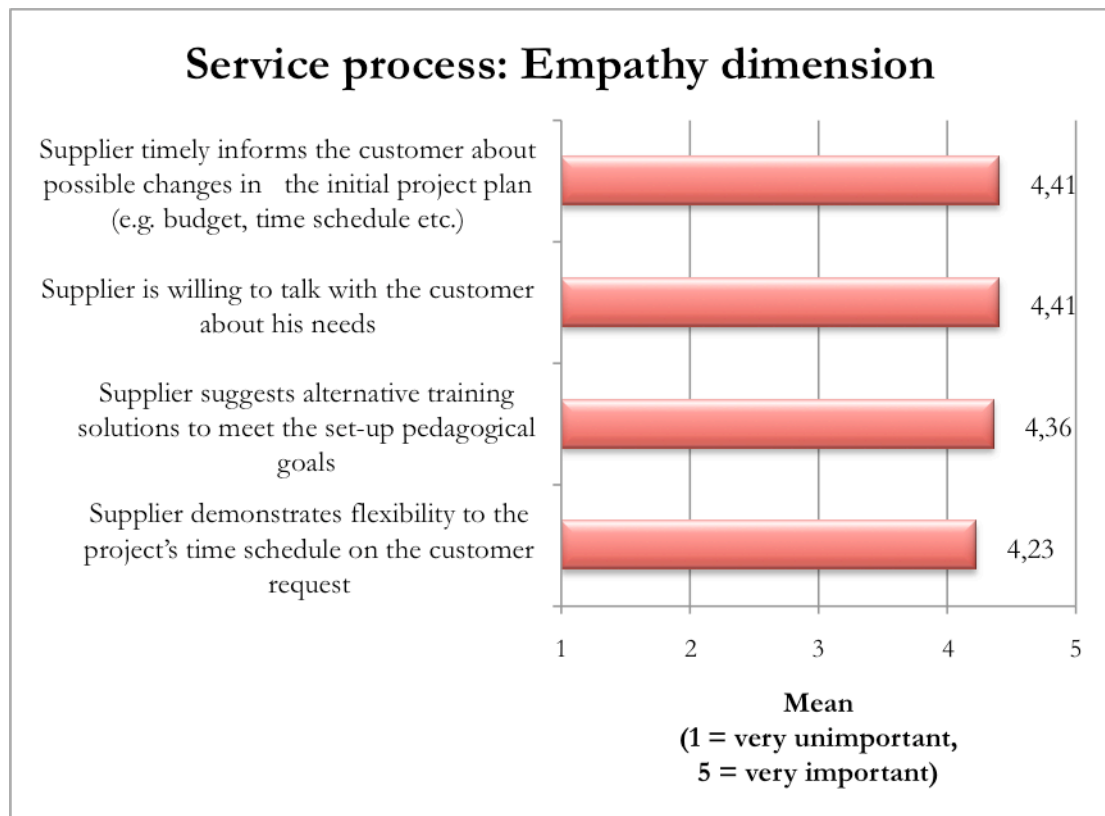 Service process: Empathy dimension
Supplier timely informs the customer about
possible changes in   the initial project plan
(e.g. budget, time schedule etc.)
4,41
Supplier is willing to talk with the customer
about his needs
4,41
Supplier suggests alternative training
solutions to meet the set-up pedagogical
goals
4,36
Supplier demonstrates flexibility to the
project’s time schedule on the customer
request
4,23
1 2 3 4 5
Mean
(1 = very unimportant,
5 = very important)